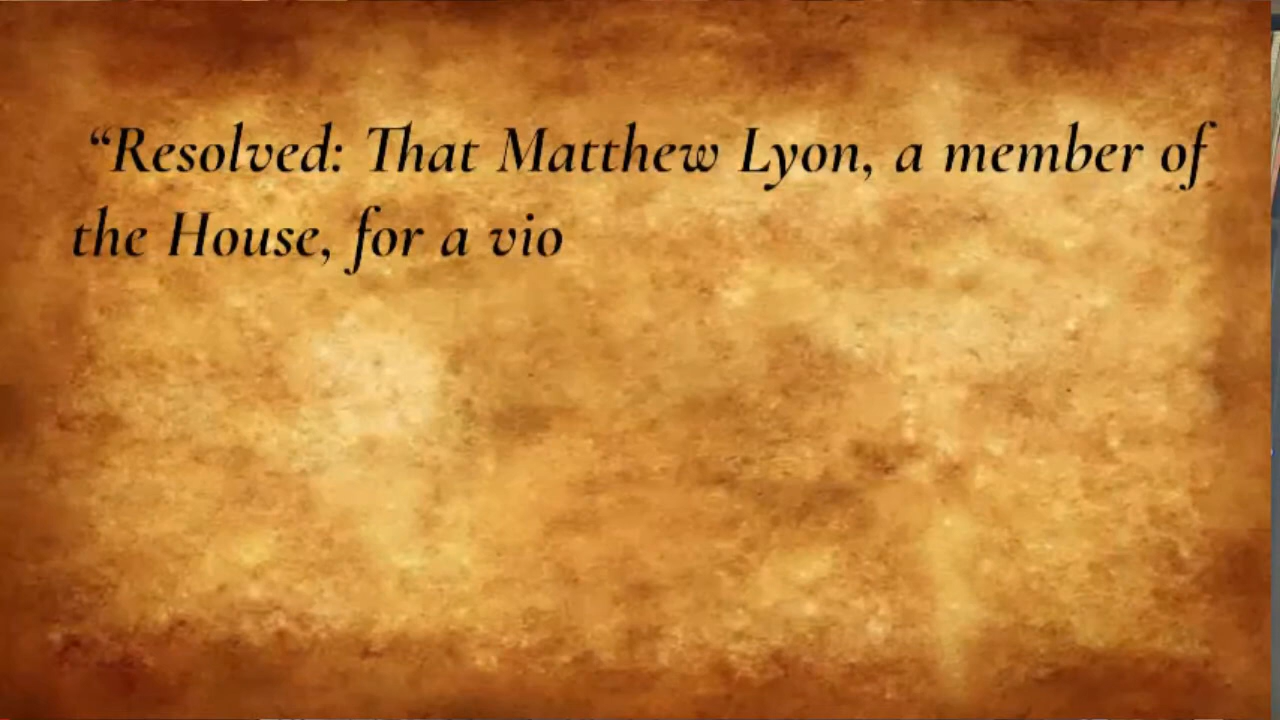 “Resolved: That Matthew Lyon, a member of
the House, for a vio